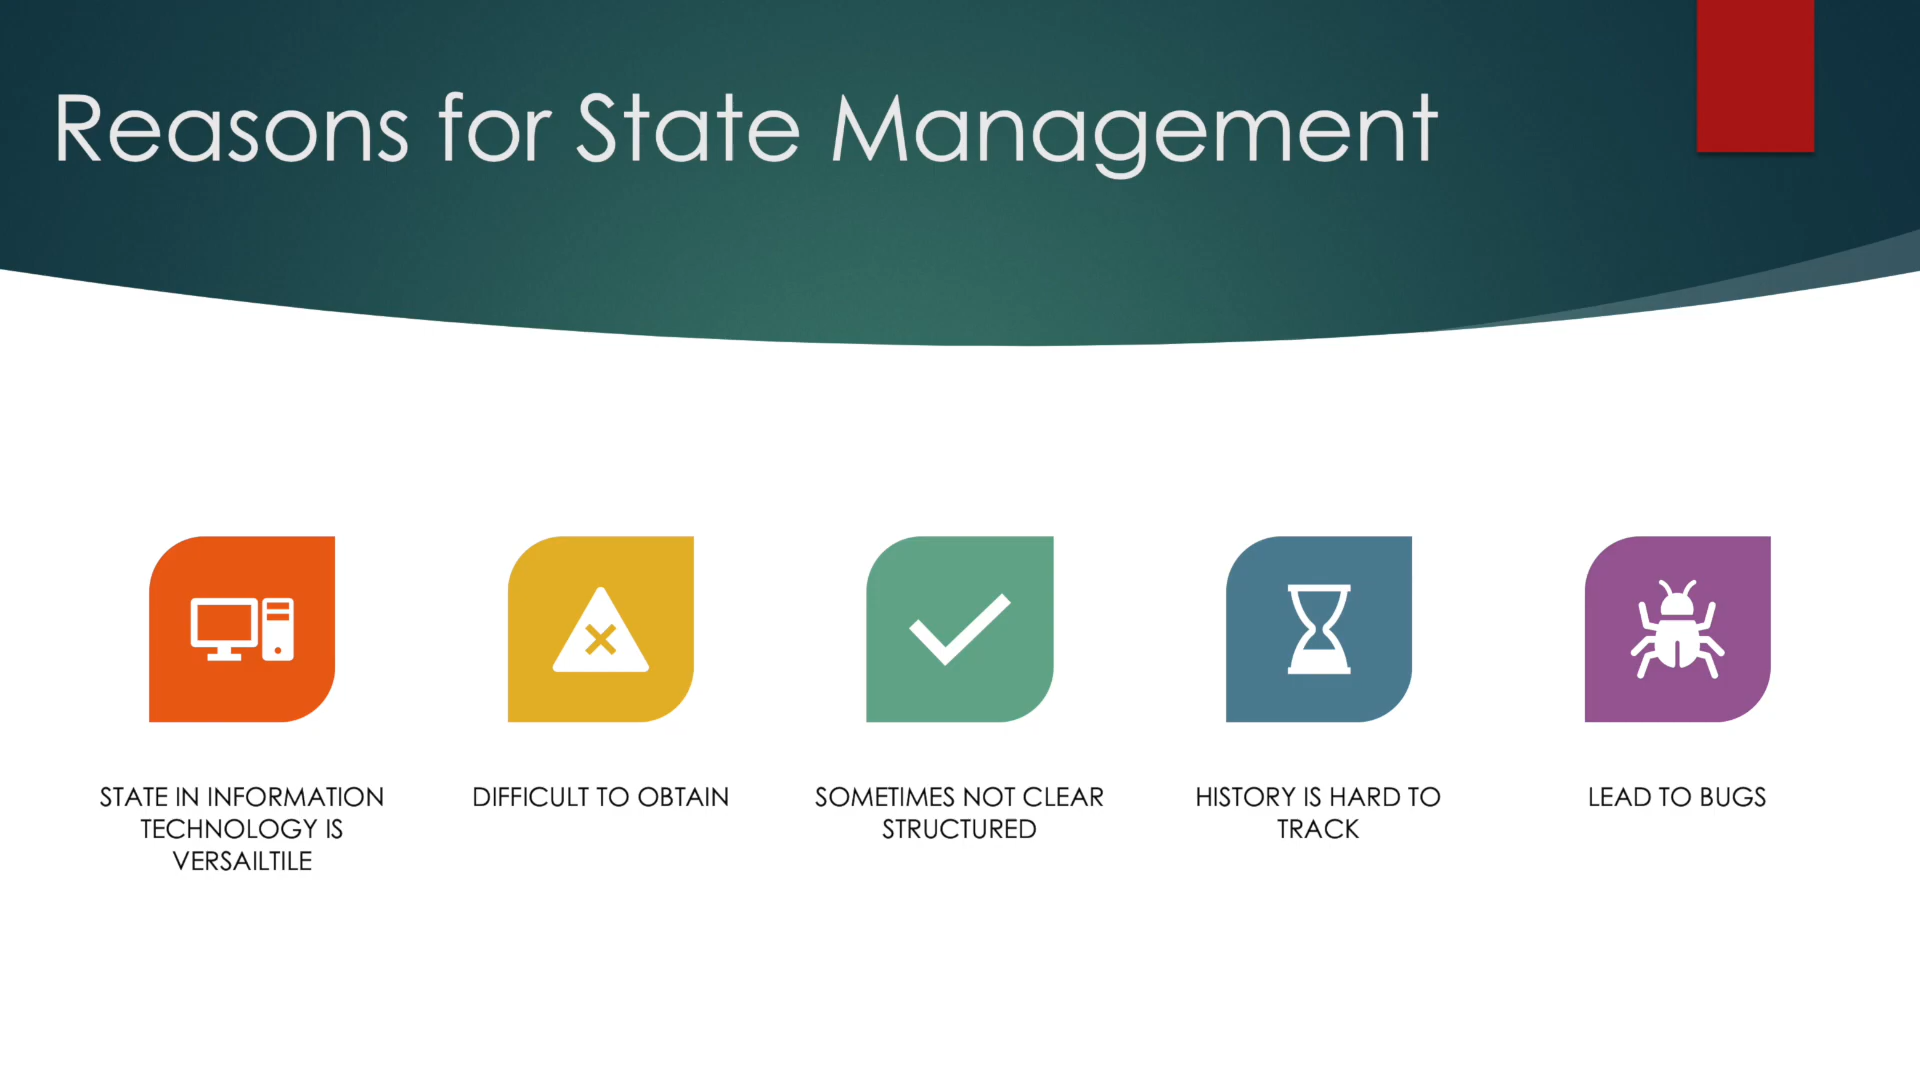 Reasons for State Management
STATE IN INFORMATION
TECHNOLOGY IS
VERSAILTILE
DIFFICULT TO OBTAIN
SOMETIMES NOT CLEAR
STRUCTURED
HISTORY IS HARD TO
TRACK
LEAD TO BUGS